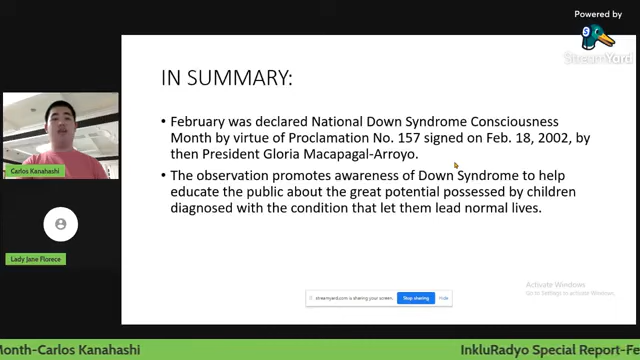 Powered by
StreamYard
IN SUMMARY:
• February was declared National Down Syndrome Consciousness
Month by virtue of Proclamation No. 157 signed on Feb. 18, 2002, by
then President Gloria Macapagal-Arroyo.
• The observation promotes awareness of Down Syndrome to help
educate the public about the great potential possessed by children
diagnosed with the condition that let them lead normal lives.
Carlos Kanahashi
Lady Jane Florece
Activate Windows
Go to Settings to activate Windows.
streamyard.com is sharing your screen.
Stop sharing
Hide
Month-Carlos Kanahashi
InkluRadyo Special Report-Fe